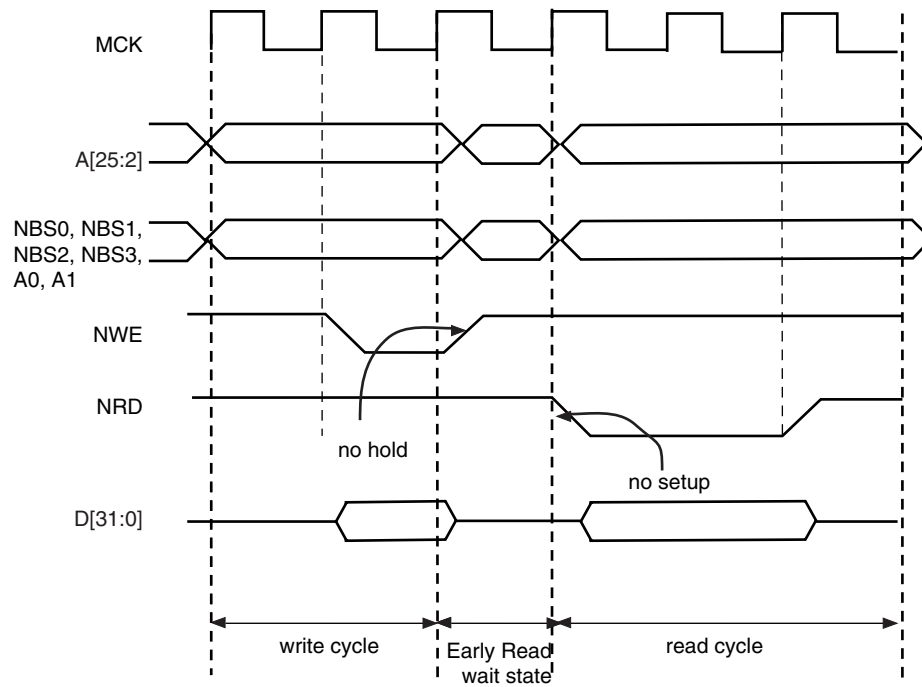 MCK
A[25:2]
NBS0, NBS1,
NBS2, NBS3,
A0, A1
NWE
NRD
no hold
no setup
D[31:0]
write cycle
Early Read
wait state
read cycle